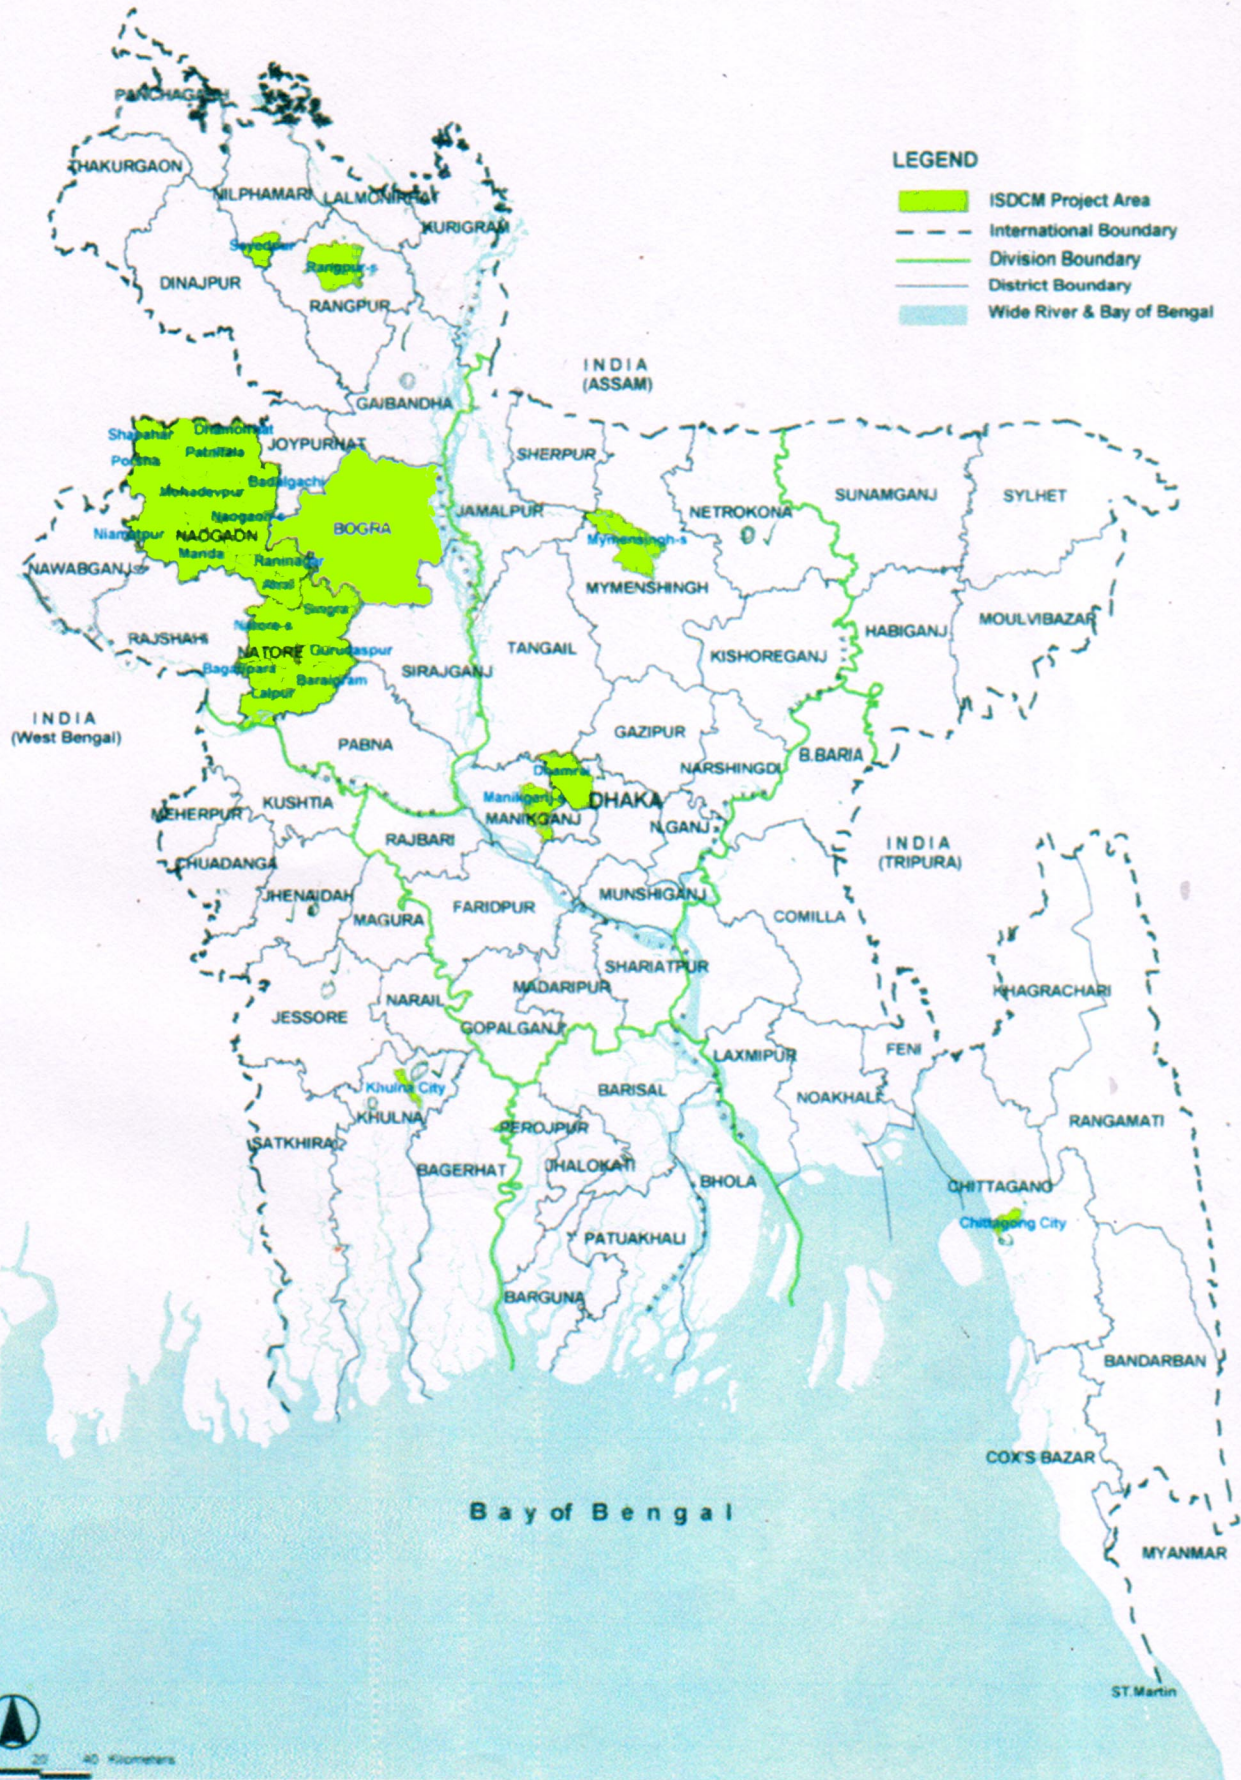 PANCHAGARH
THAKURGAON
NILPHAMARI
LALMONIRHAT
KURIGRAM
Sayedpur
Rangpur-s
DINAJPUR
RANGPUR
GAIBANDHA
LEGEND
ISDCM Project Area
International Boundary
Division Boundary
District Boundary
Wide River & Bay of Bengal
INDIA
(ASSAM)
Shapahar
Dhamoirhat
JOYPURHAT
Patnitala
Porsha
Badalgachi
Mohadevpur
Naogaon-s
Niamatpur
NAOGAON
Manda
Raninagar
Atrai
BOGRA
SHERPUR
JAMALPUR
NETROKONA
SUNAMGANJ
SYLHET
Mymensingh-s
MYMENSHINGH
NAWABGANJ
RAJSHAHI
Singra
Natore-s
NATORE
Gurudaspur
Bagatipara
Baraigram
Lalpur
SIRAJGANJ
TANGAIL
KISHOREGANJ
HABIGANJ
MOULVIBAZAR
INDIA
(West Bengal)
PABNA
GAZIPUR
NARSHINGDI
B.BARIA
Dhamrai
Manikganj-s
DHAKA
MANIKGANJ
N.GANJ
MEHERPUR
KUSHTIA
RAJBARI
INDIA
(TRIPURA)
CHUADANGA
JHENAIDAH
MAGURA
FARIDPUR
MUNSHIGANJ
COMILLA
SHARIATPUR
MADARIPUR
KHAGRACHARI
JESSORE
NARAIL
GOPALGANJ
LAXMIPUR
FENI
Khulna City
KHULNA
BARISAL
NOAKHALI
RANGAMATI
SATKHIRA
PEROJPUR
BAGERHAT
JHALOKATI
BHOLA
CHITTAGANG
Chittagong City
PATUAKHALI
BARGUNA
BANDARBAN
COX'S BAZAR
Bay of Bengal
MYANMAR
ST.Martin
20 40 Kilometers